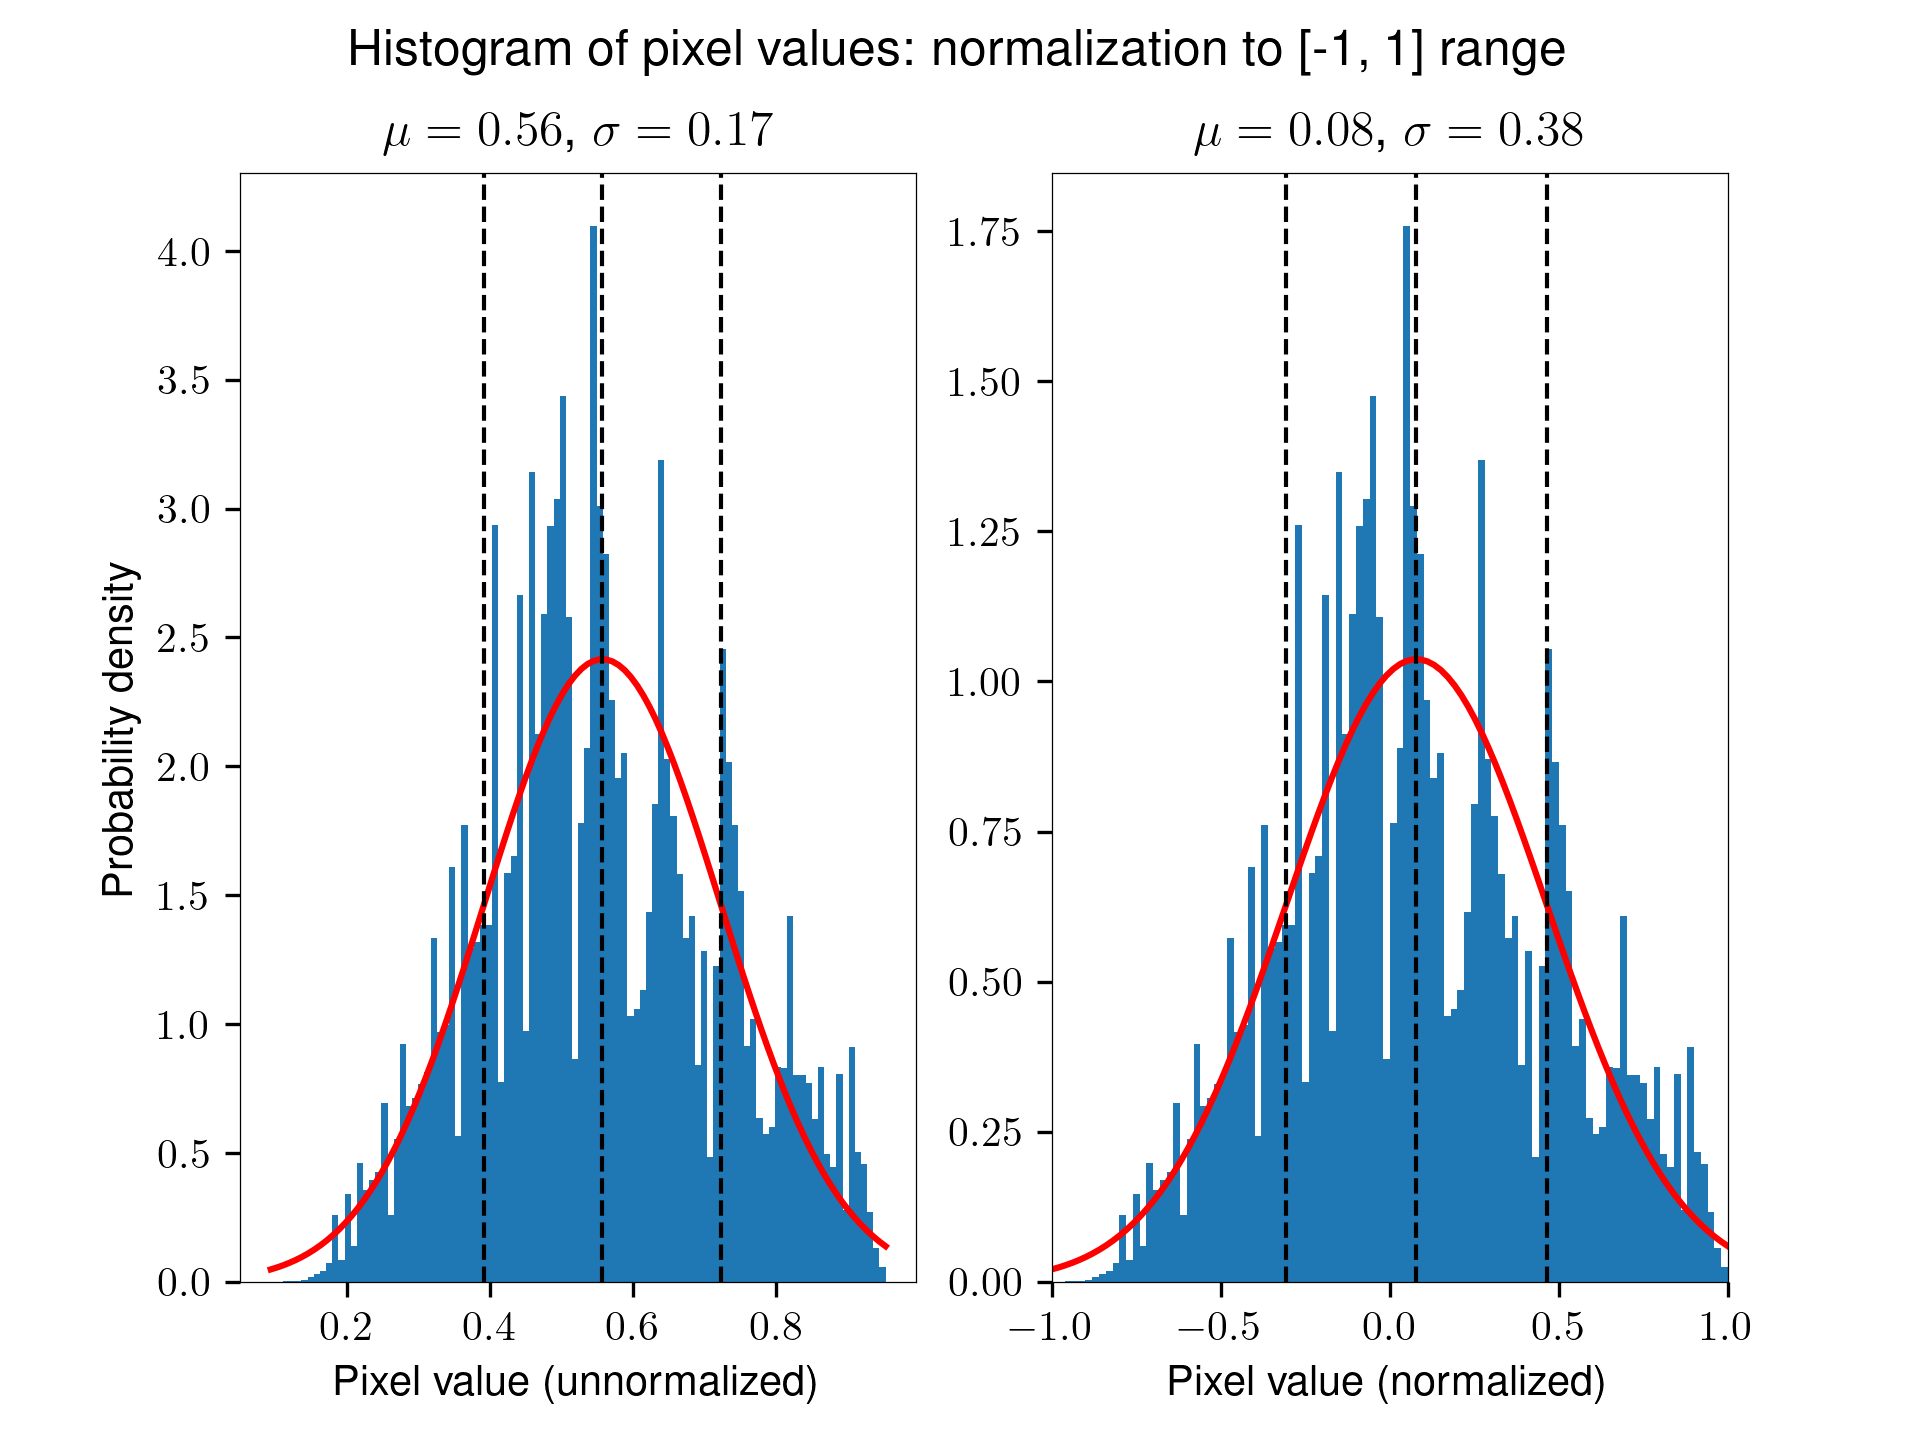 Histogram of pixel values: normalization to [-1, 1] range
μ = 0.56, σ = 0.17
μ = 0.08, σ = 0.38
Probability density
4.0
3.5
3.0
2.5
2.0
1.5
1.0
0.5
0.0
0.2 0.4 0.6 0.8
Pixel value (unnormalized)
1.75
1.50
1.25
1.00
0.75
0.50
0.25
0.00
−1.0 −0.5 0.0 0.5 1.0
Pixel value (normalized)